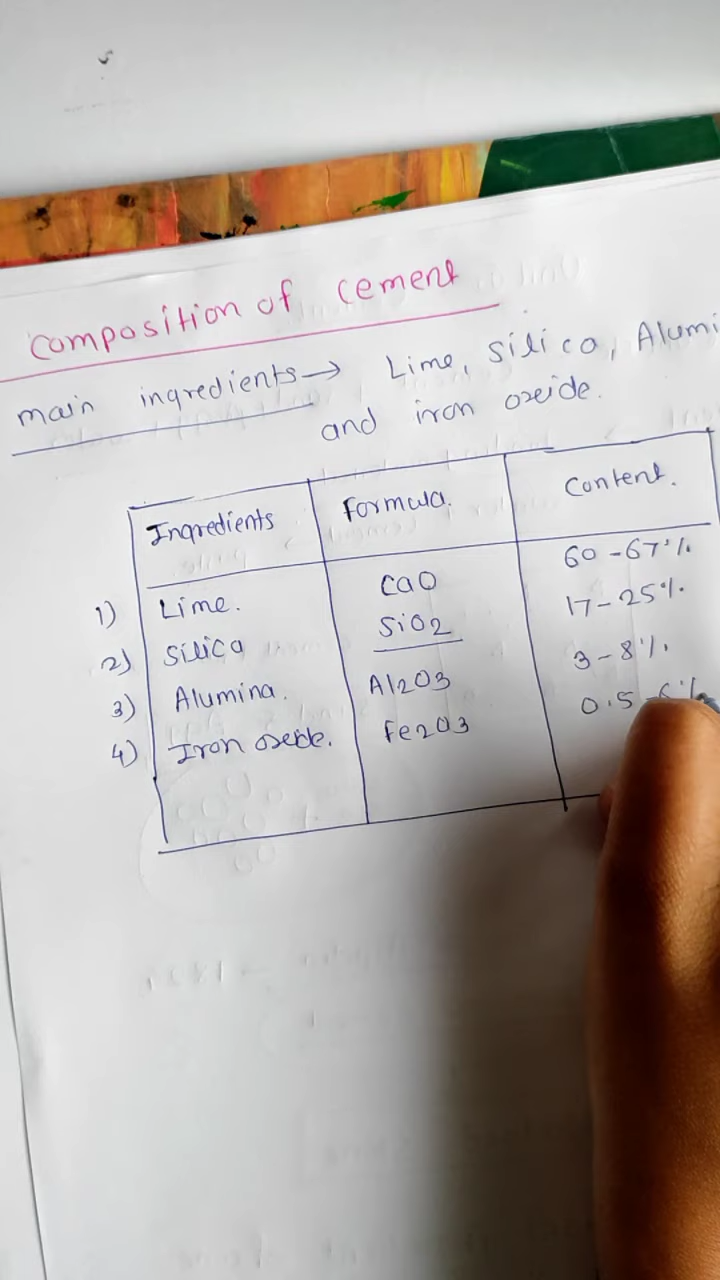 Composition of Cement
main ingredients → Lime, Silica, Alumi
and iron oxide.
Ingredients Formula. Content.
1) Lime. CaO 60-67%
2) Silica SiO2 17-25%.
3) Alumina. Al2O3 3-8%.
4) Iron oxide. Fe2O3 0.5-6%